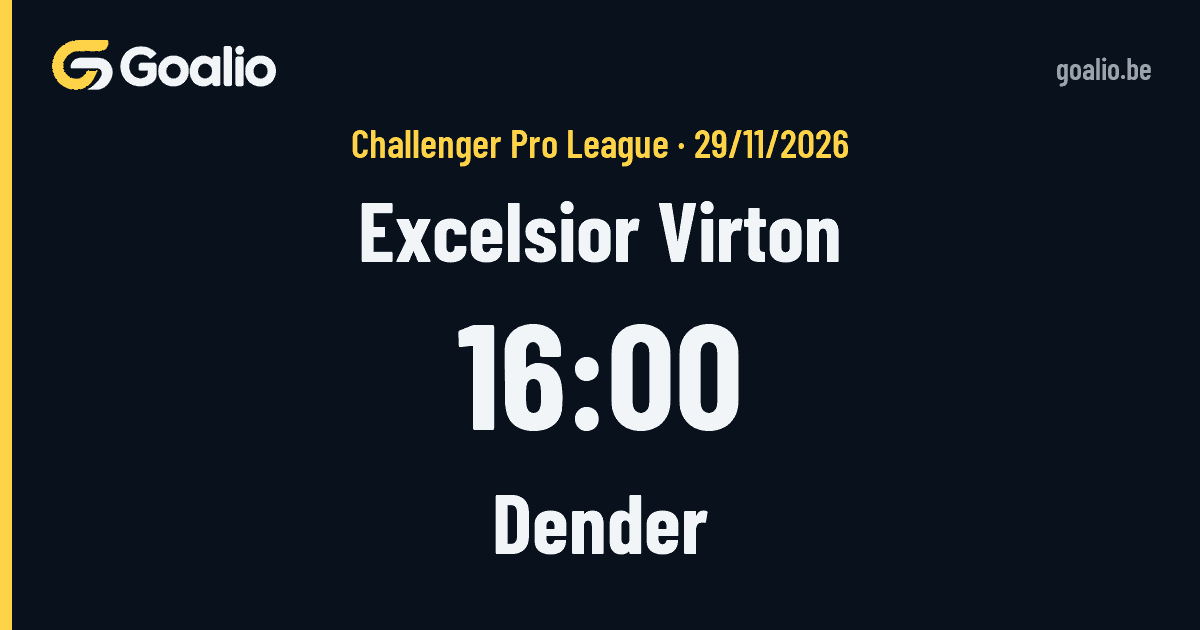 Goalio
goalio.be
Challenger Pro League · 29/11/2026
Excelsior Virton
16:00
Dender